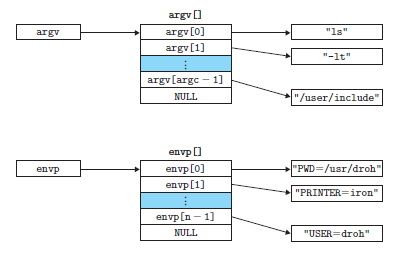 argv[]
argv
argv[0]
"ls"
argv[1]
"-lt"
⋮
argv[argc − 1]
NULL
"/user/include"
envp[]
envp
envp[0]
"PWD=/usr/droh"
envp[1]
"PRINTER=iron"
⋮
envp[n − 1]
NULL
"USER=droh"